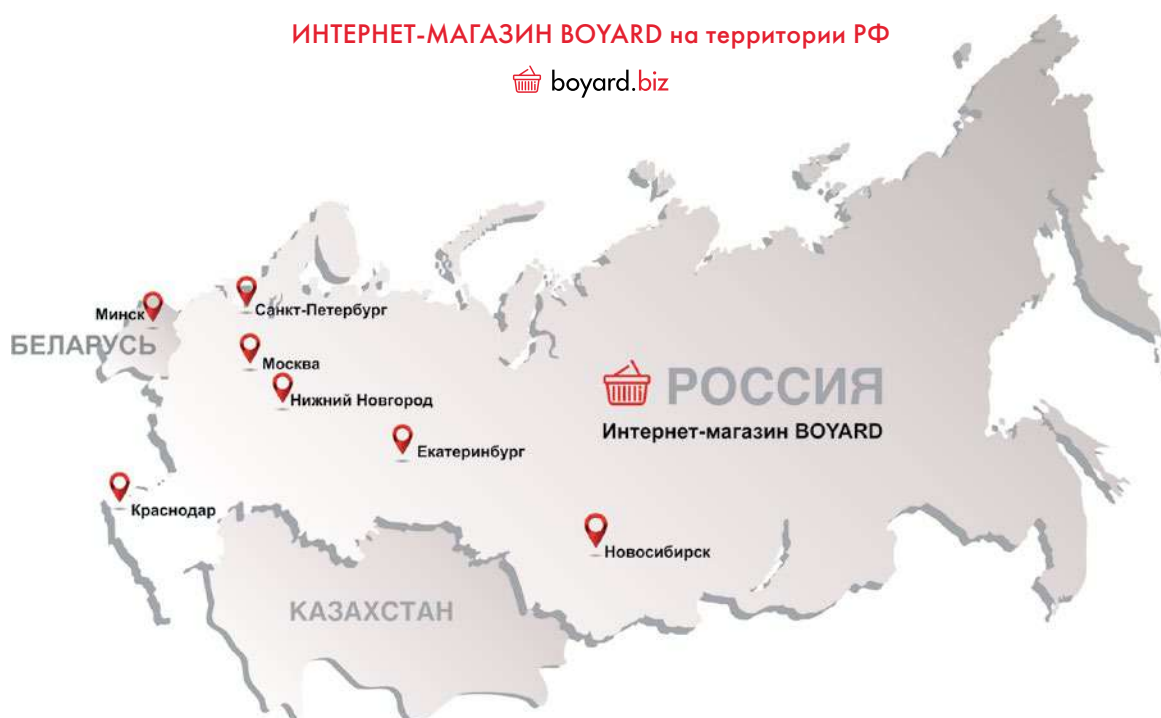 ИНТЕРНЕТ-МАГАЗИН BOYARD на территории РФ
boyard.biz
Минск
Санкт-Петербург
БЕЛАРУСЬ
Москва
Нижний Новгород
РОССИЯ
Интернет-магазин BOYARD
Екатеринбург
Краснодар
Новосибирск
КАЗАХСТАН